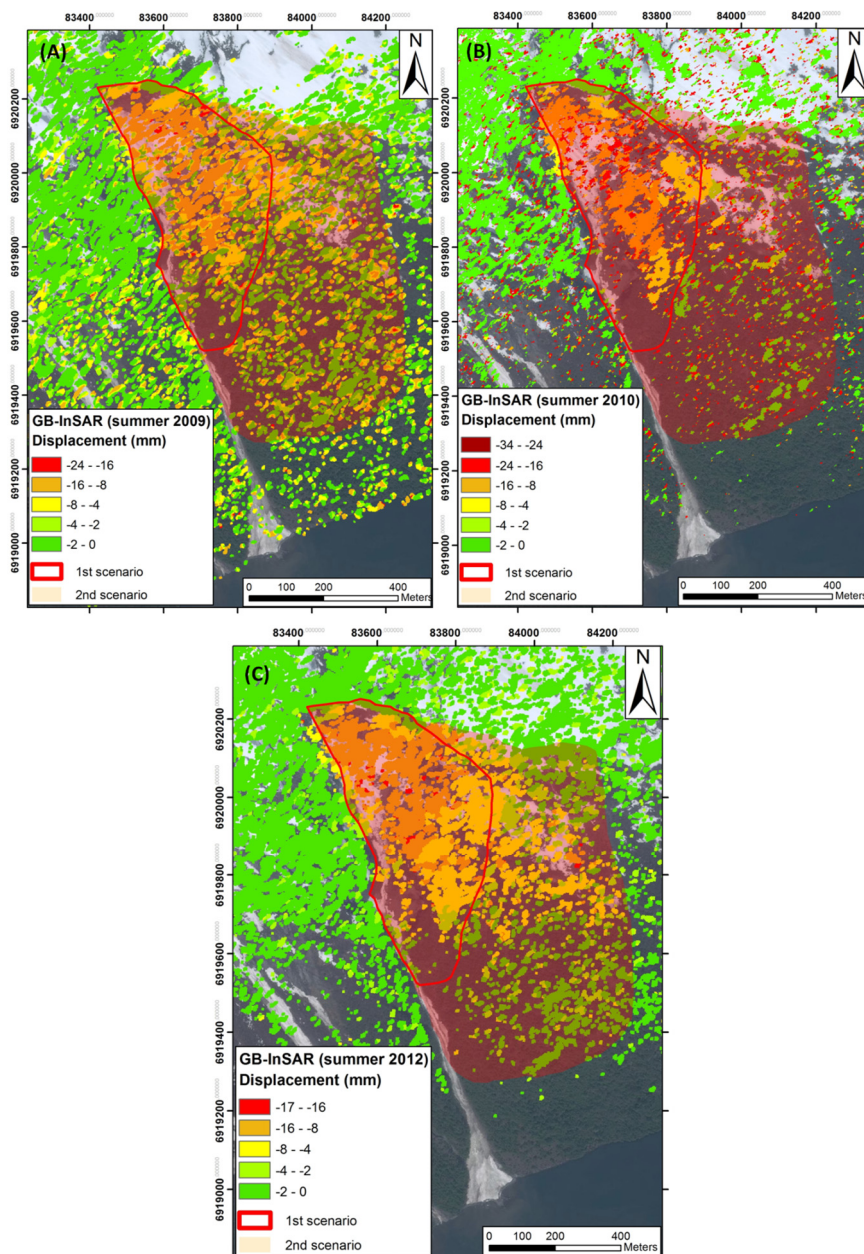 83400 83600 83800 84000 84200
(A)
N
6920200
6920000
6919800
6919600
6919400
6919200
6919000
GB-InSAR (summer 2009)
Displacement (mm)
-24 - -16
-16 - -8
-8 - -4
-4 - -2
-2 - 0
1st scenario
2nd scenario
0 100 200 400
Meters
83400 83600 83800 84000 84200
(B)
N
6920200
6920000
6919800
6919600
6919400
6919200
6919000
GB-InSAR (summer 2010)
Displacement (mm)
-34 - -24
-24 - -16
-16 - -8
-8 - -4
-4 - -2
-2 - 0
1st scenario
2nd scenario
0 100 200 400
Meters
83400 83600 83800 84000 84200
(C)
N
6920200
6920000
6919800
6919600
6919400
6919200
6919000
GB-InSAR (summer 2012)
Displacement (mm)
-17 - -16
-16 - -8
-8 - -4
-4 - -2
-2 - 0
1st scenario
2nd scenario
0 100 200 400
Meters